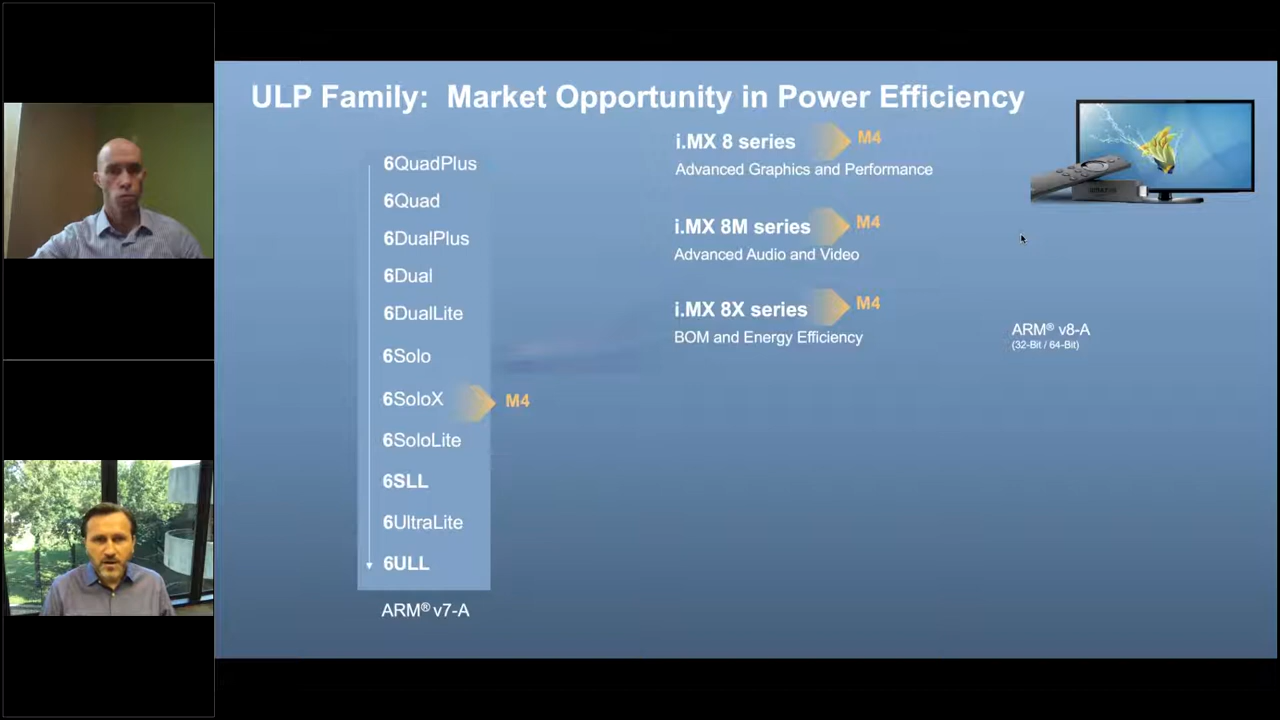 ULP Family: Market Opportunity in Power Efficiency
6QuadPlus
6Quad
6DualPlus
6Dual
6DualLite
6Solo
6SoloX
M4
6SoloLite
6SLL
6UltraLite
6ULL
ARM® v7-A
i.MX 8 series
M4
Advanced Graphics and Performance
i.MX 8M series
M4
Advanced Audio and Video
i.MX 8X series
M4
BOM and Energy Efficiency
ARM® v8-A
(32-Bit / 64-Bit)